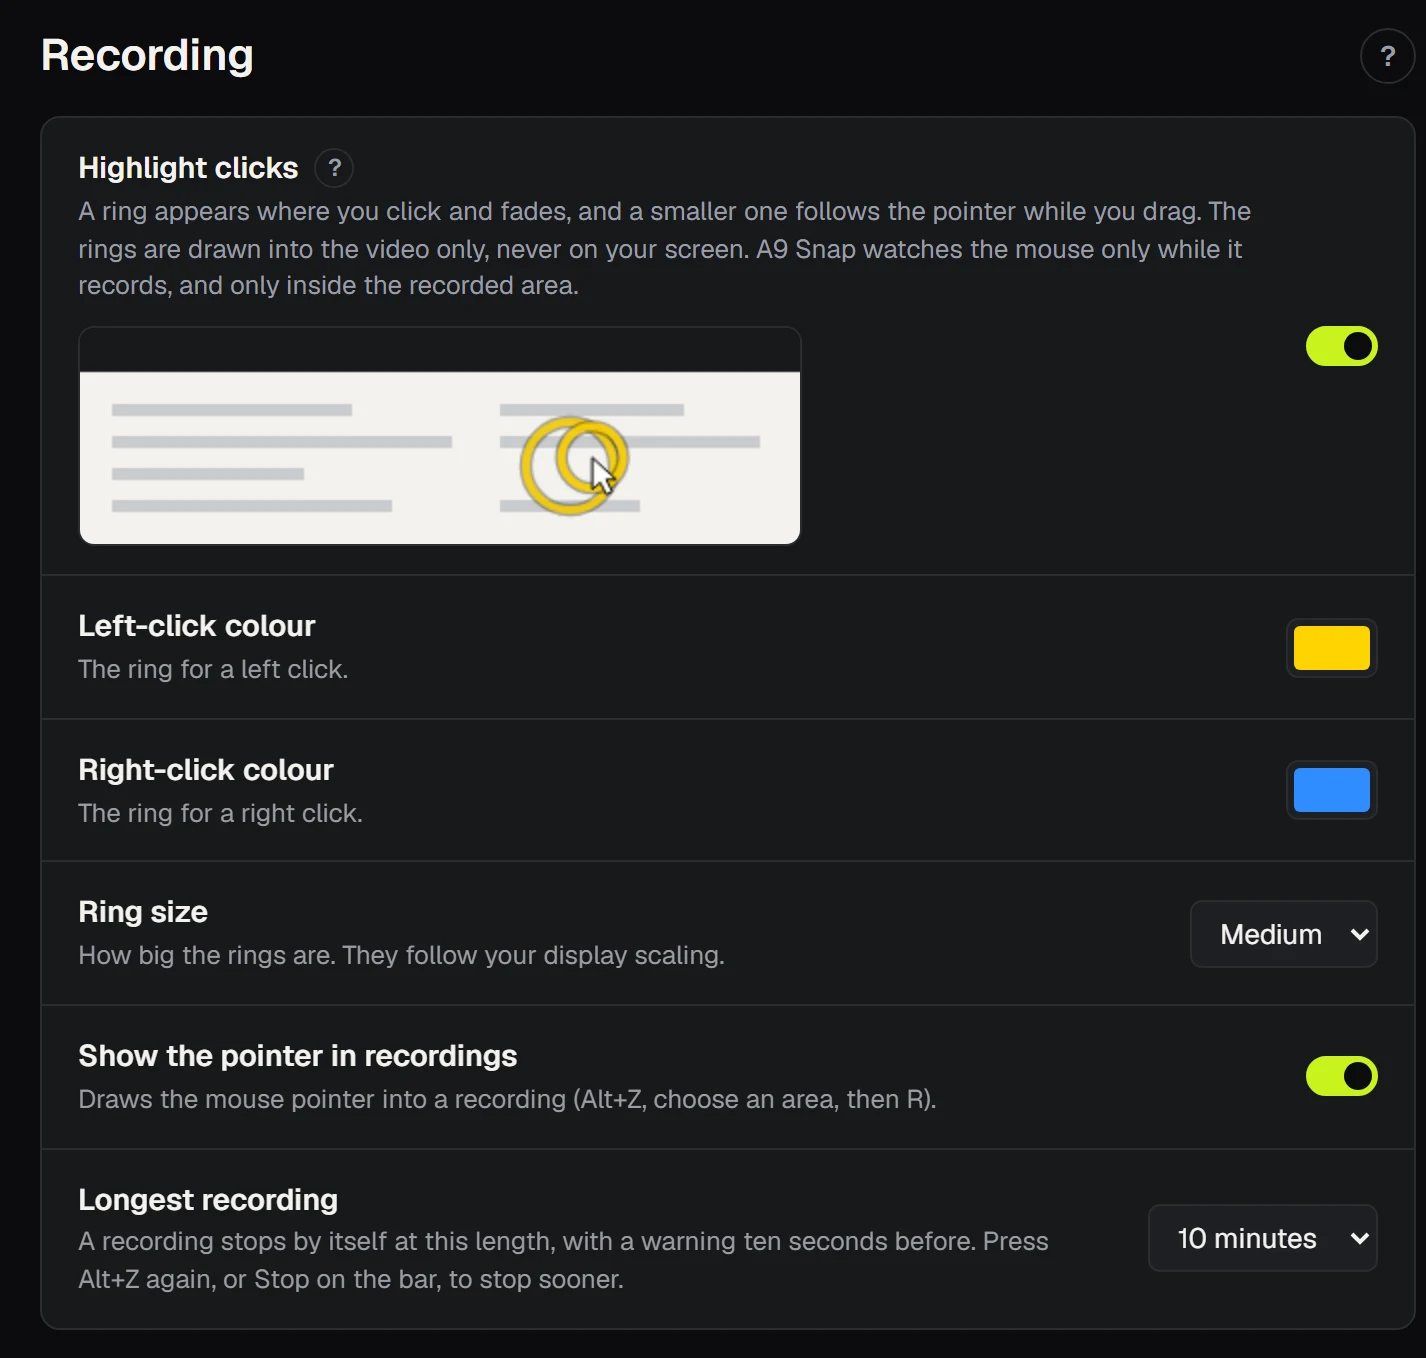 Recording
?
Highlight clicks ?
A ring appears where you click and fades, and a smaller one follows the pointer while you drag. The
rings are drawn into the video only, never on your screen. A9 Snap watches the mouse only while it
records, and only inside the recorded area.
Left-click colour
The ring for a left click.
Right-click colour
The ring for a right click.
Ring size
How big the rings are. They follow your display scaling.
Medium
Show the pointer in recordings
Draws the mouse pointer into a recording (Alt+Z, choose an area, then R).
Longest recording
A recording stops by itself at this length, with a warning ten seconds before. Press
Alt+Z again, or Stop on the bar, to stop sooner.
10 minutes